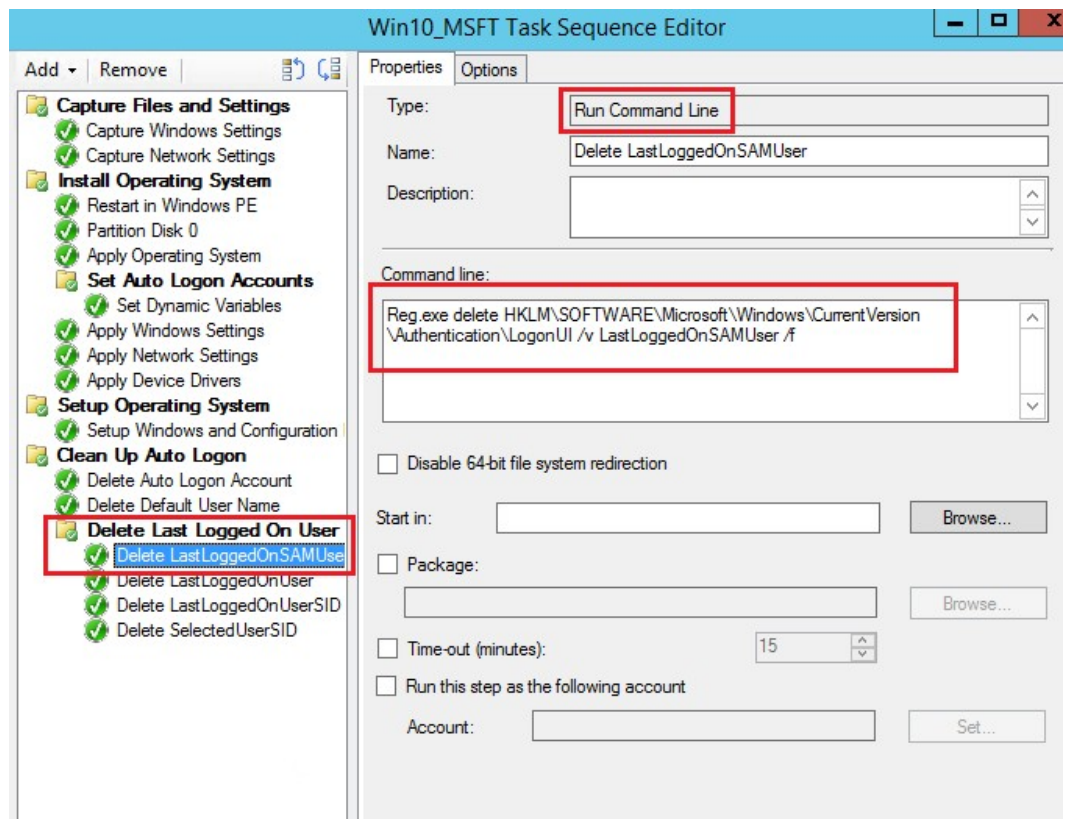 Win10_MSFT Task Sequence Editor
Add
Remove
Capture Files and Settings
Capture Windows Settings
Capture Network Settings
Install Operating System
Restart in Windows PE
Partition Disk 0
Apply Operating System
Set Auto Logon Accounts
Set Dynamic Variables
Apply Windows Settings
Apply Network Settings
Apply Device Drivers
Setup Operating System
Setup Windows and Configuration
Clean Up Auto Logon
Delete Auto Logon Account
Delete Default User Name
Delete Last Logged On User
Delete LastLoggedOnSAMUse
Delete LastLoggedOnUser
Delete LastLoggedOnUserSID
Delete SelectedUserSID
Properties
Options
Type:
Run Command Line
Name:
Delete LastLoggedOnSAMUser
Description:
Command line:
Reg.exe delete HKLM\SOFTWARE\Microsoft\Windows\CurrentVersion
\Authentication\LogonUI /v LastLoggedOnSAMUser /f
Disable 64-bit file system redirection
Start in:
Browse...
Package:
Browse...
Time-out (minutes):
15
Run this step as the following account
Account:
Set...